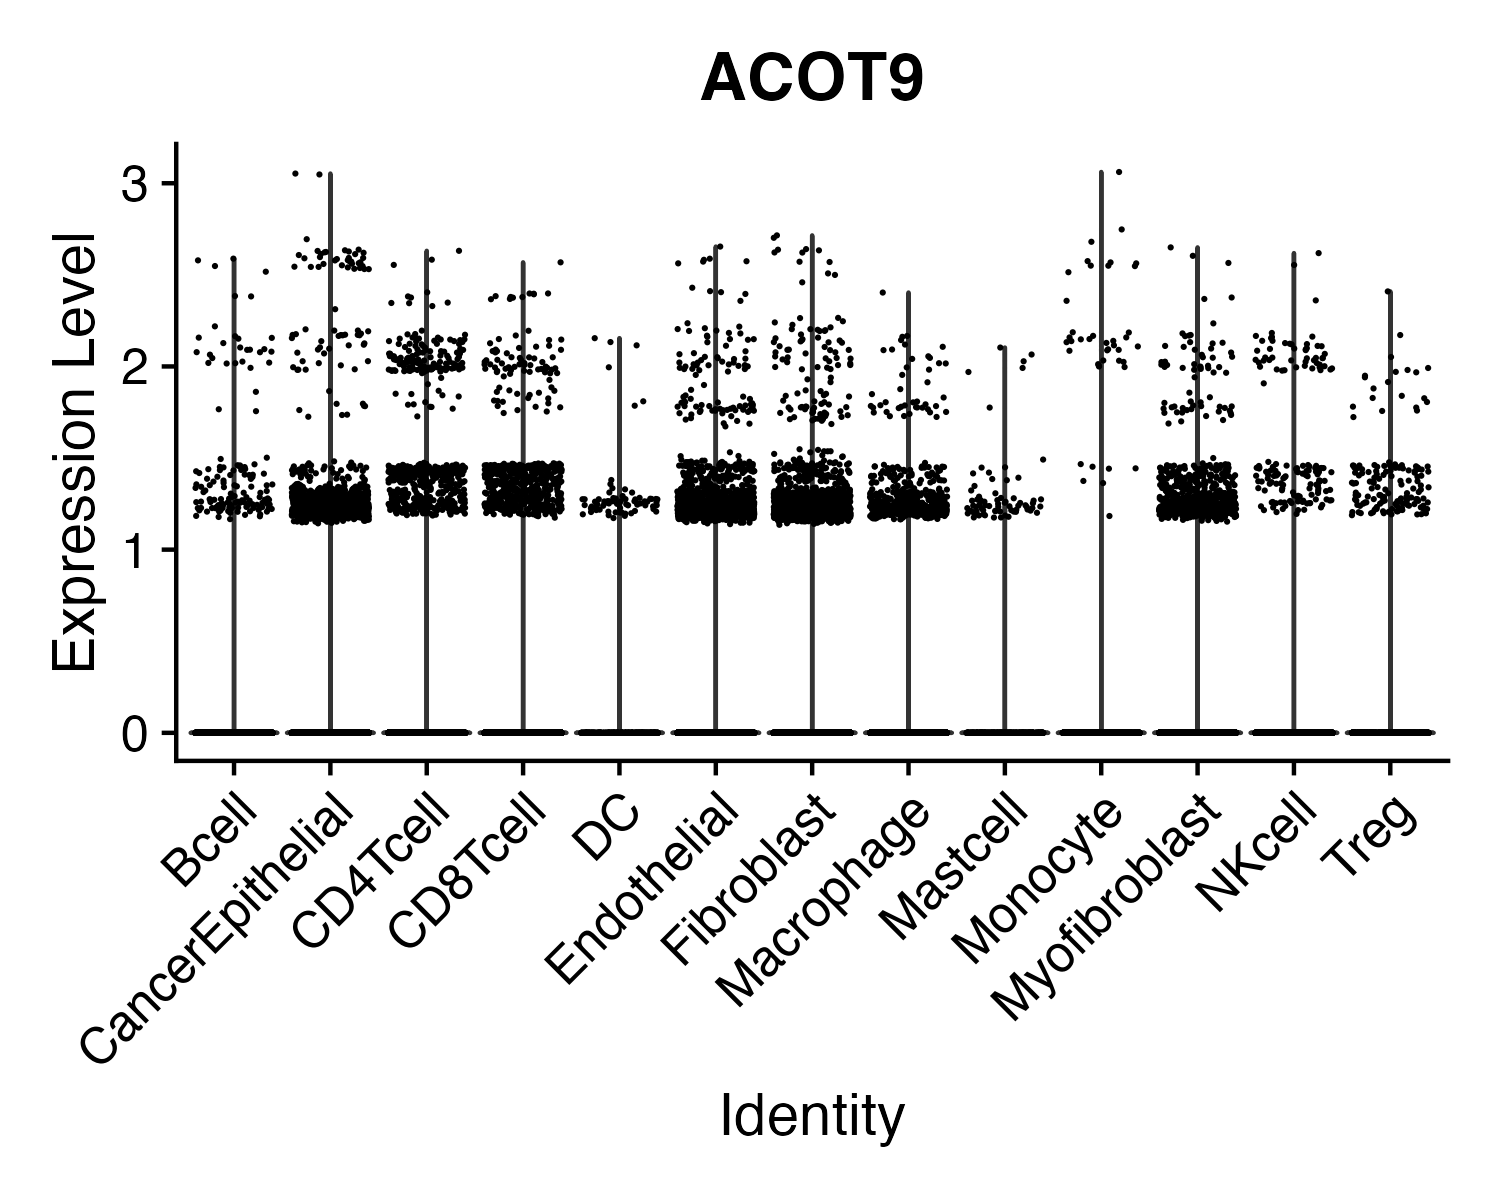 ACOT9
Expression Level
3
2
1
0
Bcell
CancerEpithelial
CD4Tcell
CD8Tcell
DC
Endothelial
Fibroblast
Macrophage
Mastcell
Monocyte
Myofibroblast
NKcell
Treg
Identity